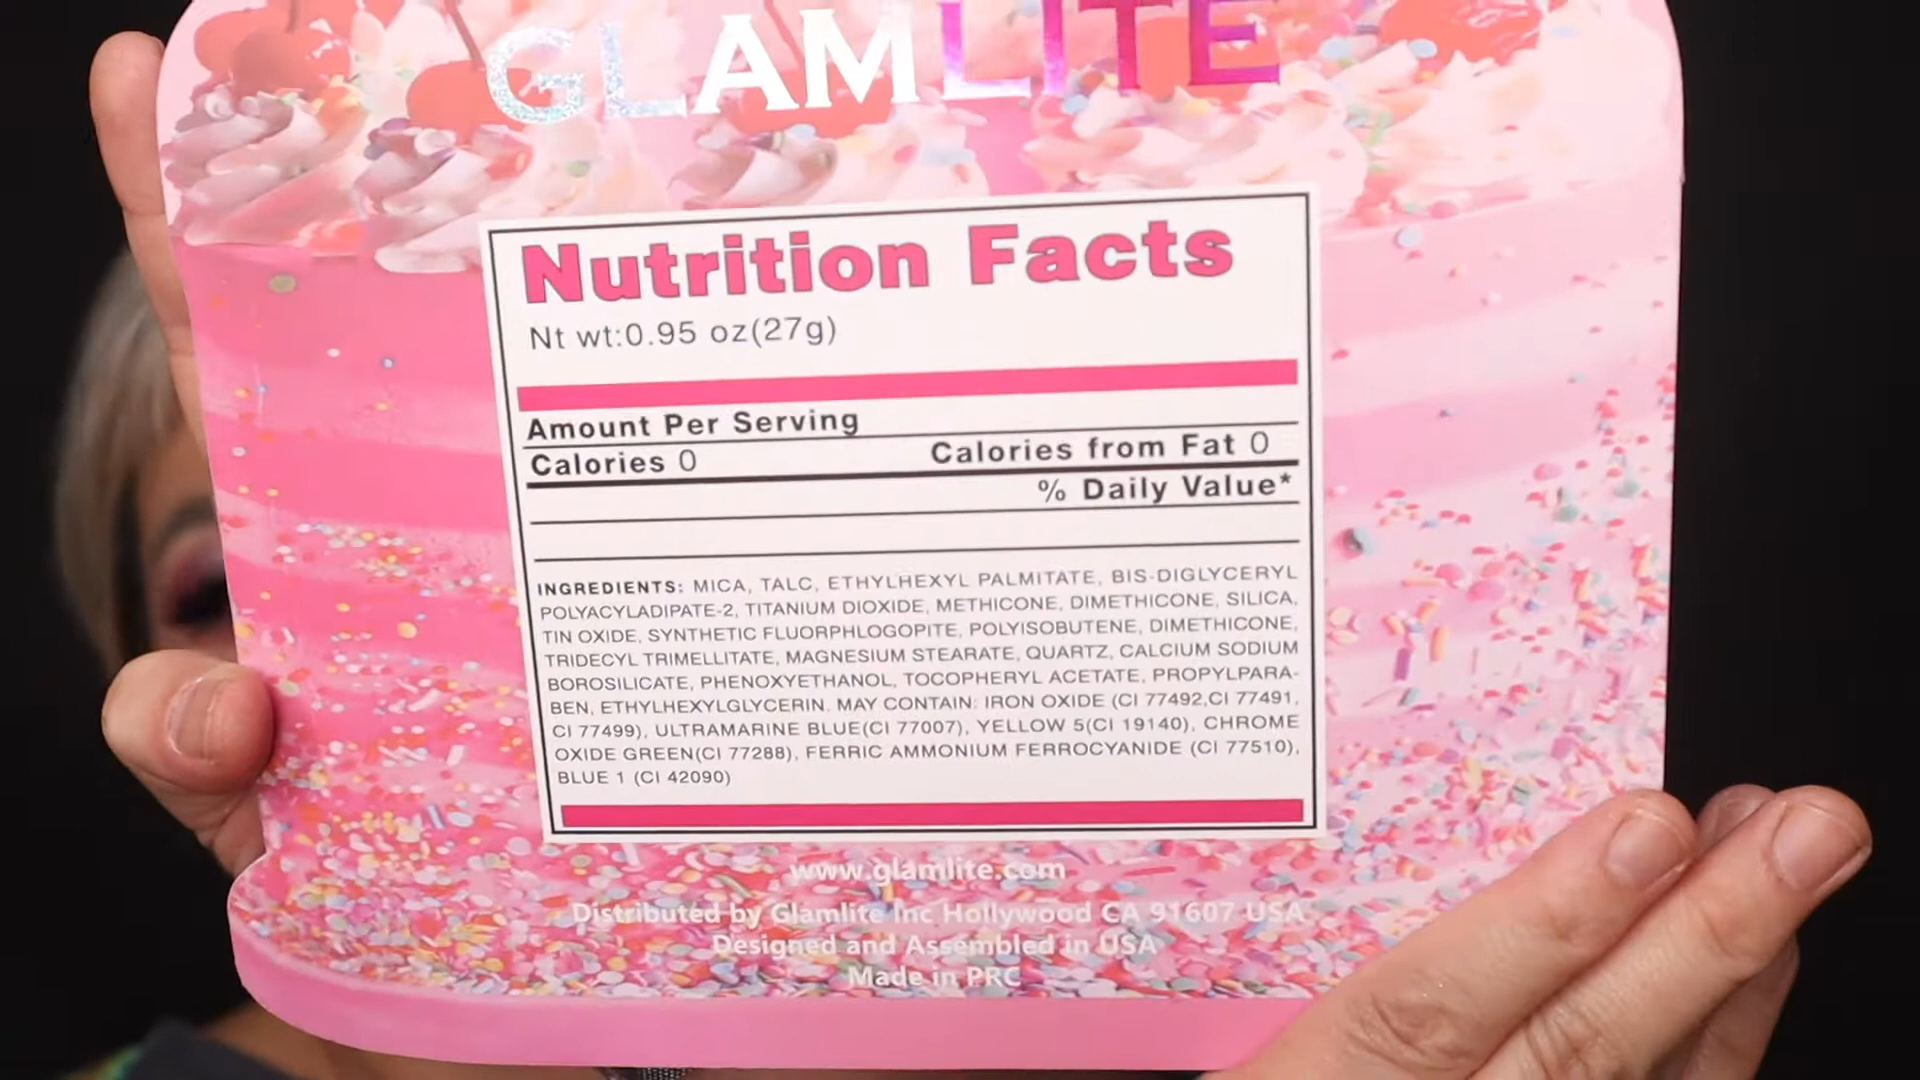 GLAMLITE
Nutrition Facts
Nt wt:0.95 oz(27g)
Amount Per Serving
Calories 0 Calories from Fat 0
% Daily Value*
INGREDIENTS: MICA, TALC, ETHYLHEXYL PALMITATE, BIS-DIGLYCERYL
POLYACYLADIPATE-2, TITANIUM DIOXIDE, METHICONE, DIMETHICONE, SILICA,
TIN OXIDE, SYNTHETIC FLUORPHLOGOPITE, POLYISOBUTENE, DIMETHICONE,
TRIDECYL TRIMELLITATE, MAGNESIUM STEARATE, QUARTZ, CALCIUM SODIUM
BOROSILICATE, PHENOXYETHANOL, TOCOPHERYL ACETATE, PROPYLPARA-
BEN, ETHYLHEXYLGLYCERIN. MAY CONTAIN: IRON OXIDE (CI 77492,CI 77491,
CI 77499), ULTRAMARINE BLUE(CI 77007), YELLOW 5(CI 19140), CHROME
OXIDE GREEN(CI 77288), FERRIC AMMONIUM FERROCYANIDE (CI 77510),
BLUE 1 (CI 42090)
www.glamlite.com
Distributed by Glamlite Inc Hollywood CA 91607 USA
Designed and Assembled in USA
Made in PRC